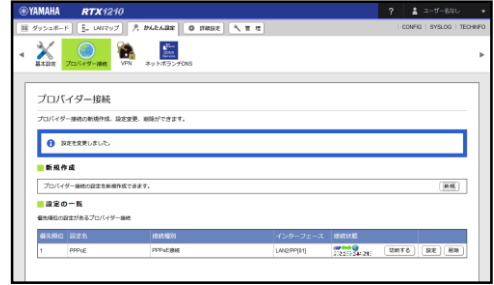 YAMAHA RTX1210 ? ユーザー名なし
ダッシュボード LANマップ かんたん設定 詳細設定 管理 CONFIG SYSLOG TECHINFO
基本設定 プロバイダー接続 VPN ネットボランチDNS
プロバイダー接続
プロバイダー接続の新規作成、設定変更、削除ができます。
設定を変更しました。
新規作成
プロバイダー接続の設定を新規作成できます。 新規
設定の一覧
優先順位の設定があるプロバイダー接続
優先順位 設定名 接続種別 インターフェース 接続状態
1 PPPoE PPPoE接続 LAN2/PP[01] 切断する 設定 削除